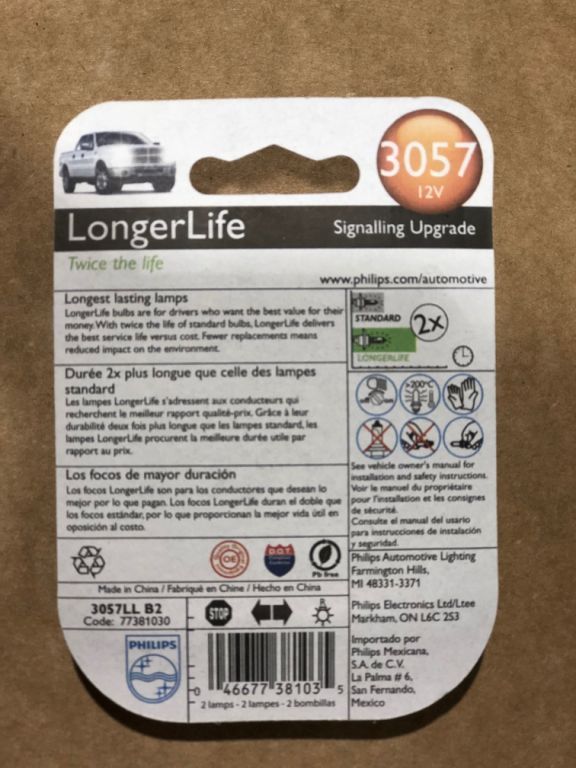 3057
12V
LongerLife
Signalling Upgrade
Twice the life
www.philips.com/automotive
Longest lasting lamps
LongerLife bulbs are for drivers who want the best value for their
money. With twice the life of standard bulbs, LongerLife delivers
the best service life versus cost. Fewer replacements means
reduced impact on the environment.
STANDARD
2x
LONGERLIFE
Durée 2x plus longue que celle des lampes
standard
Les lampes LongerLife s'adressent aux conducteurs qui
recherchent le meilleur rapport qualité-prix. Grâce à leur
durabilité deux fois plus longue que les lampes standard, les
lampes LongerLife procurent la meilleure durée utile par
rapport au prix.
>200°C
Los focos de mayor duración
Los focos LongerLife son para los conductores que desean lo
mejor por lo que pagan. Los focos LongerLife duran el doble que
los focos estándar, por lo que proporcionan la mejor vida útil en
oposición al costo.
See vehicle owner's manual for
installation and safety instructions.
Voir le manuel du propriétaire
pour l'installation et les consignes
de sécurité.
Consulte el manual del usario
para instrucciones de instalación
y seguridad.
OE
D.O.T.
Pb free
Made in China / Fabriqué en Chine / Hecho en China
3057LL B2
Code: 77381030
STOP
PHILIPS
0 46677 38103 5
2 lamps - 2 lampes - 2 bombillas
Philips Automotive Lighting
Farmington Hills,
MI 48331-3371
Philips Electronics Ltd/Ltee
Markham, ON L6C 2S3
Importado por
Philips Mexicana,
S.A. de C.V.
La Palma # 6,
San Fernando,
Mexico